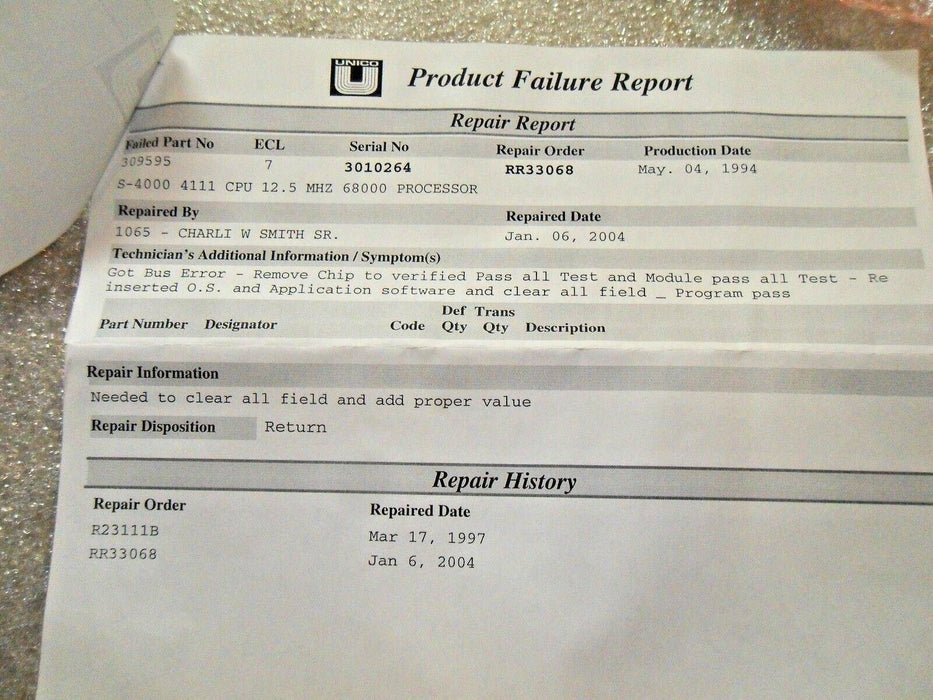 UNICO
Product Failure Report
Repair Report
Failed Part No ECL Serial No Repair Order Production Date
309595 7 3010264 RR33068 May. 04, 1994
S-4000 4111 CPU 12.5 MHZ 68000 PROCESSOR
Repaired By Repaired Date
1065 - CHARLI W SMITH SR. Jan. 06, 2004
Technician's Additional Information / Symptom(s)
Got Bus Error - Remove Chip to verified Pass all Test and Module pass all Test - Re
inserted O.S. and Application software and clear all field _ Program pass
Def Trans
Part Number Designator Code Qty Qty Description
Repair Information
Needed to clear all field and add proper value
Repair Disposition Return
Repair History
Repair Order Repaired Date
R23111B Mar 17, 1997
RR33068 Jan 6, 2004